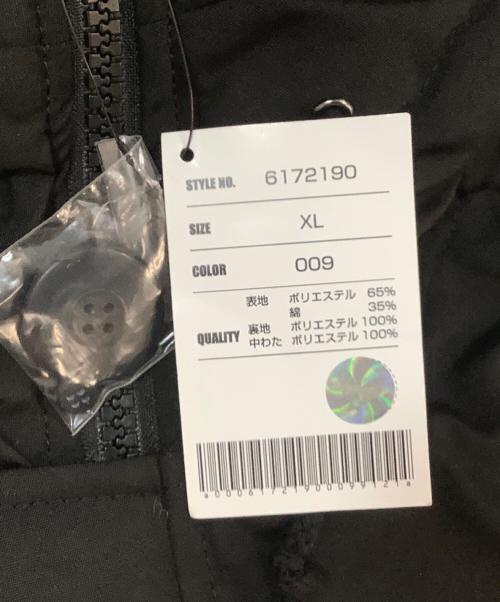 STYLE NO. 6172190
SIZE XL
COLOR 009
QUALITY
表地 ポリエステル 65%
綿 35%
裏地 ポリエステル 100%
中わた ポリエステル 100%
a00061721900099121a